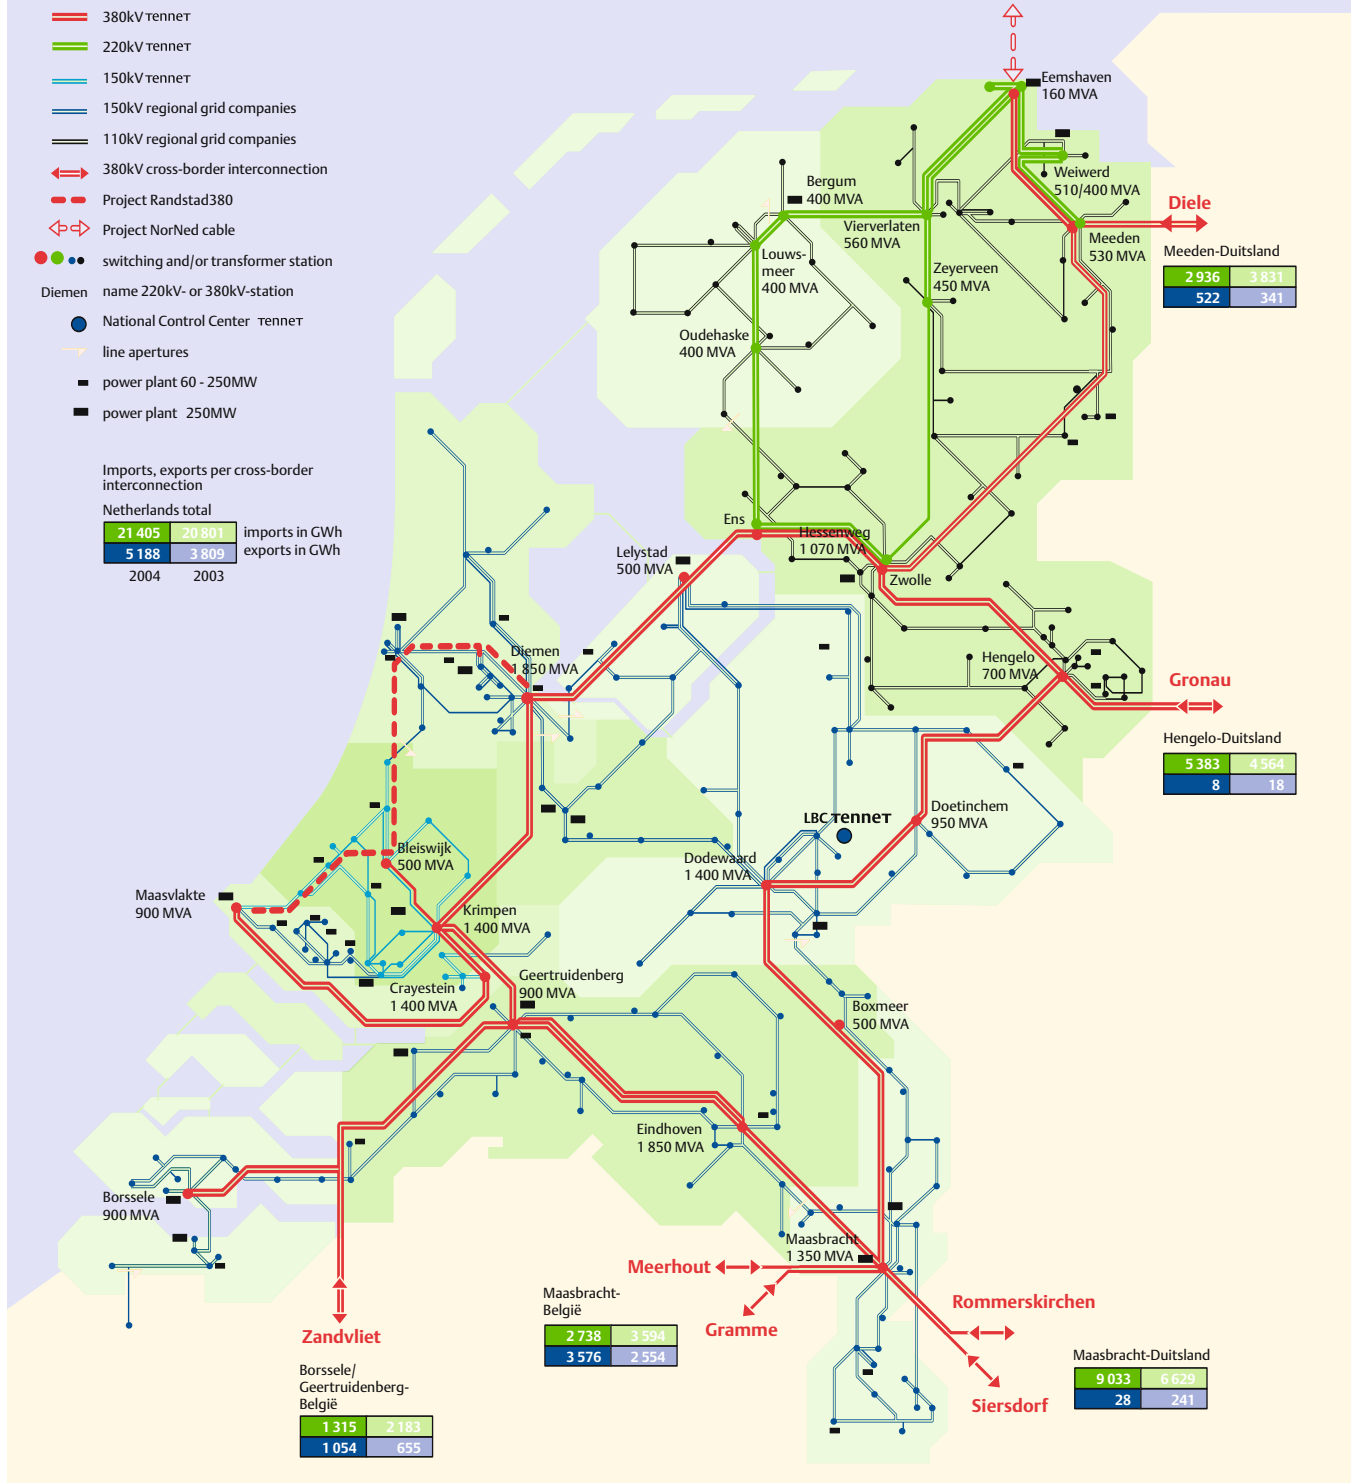 380kV TENNET
220kV TENNET
150kV TENNET
150kV regional grid companies
110kV regional grid companies
380kV cross-border interconnection
Project Randstad380
Project NorNed cable
switching and/or transformer station
Diemen name 220kV- or 380kV-station
National Control Center TENNET
line apertures
power plant 60 - 250MW
power plant 250MW
Imports, exports per cross-border
interconnection
Netherlands total
21 405 20 801 imports in GWh
5 188 3 809 exports in GWh
2004 2003
Eemshaven
160 MVA
Weiwerd
510/400 MVA
Bergum
400 MVA
Vierverlaten
560 MVA
Diele
Meeden
530 MVA
Meeden-Duitsland
2 936 3 831
522 341
Louws-
meer
400 MVA
Zeyerveen
450 MVA
Oudehaske
400 MVA
Ens
Hessenweg
1 070 MVA
Zwolle
Lelystad
500 MVA
Diemen
1 850 MVA
Hengelo
700 MVA
Gronau
Hengelo-Duitsland
5 383 4 564
8 18
Doetinchem
950 MVA
LBC TENNET
Dodewaard
1 400 MVA
Bleiswijk
500 MVA
Maasvlakte
900 MVA
Krimpen
1 400 MVA
Crayestein
1 400 MVA
Geertruidenberg
900 MVA
Boxmeer
500 MVA
Eindhoven
1 850 MVA
Borssele
900 MVA
Maasbracht
1 350 MVA
Meerhout
Gramme
Rommerskirchen
Siersdorf
Zandvliet
Maasbracht-
België
2 738 3 594
3 576 2 554
Maasbracht-Duitsland
9 033 6 629
28 241
Borssele/
Geertruidenberg-
België
1 315 2 183
1 054 655